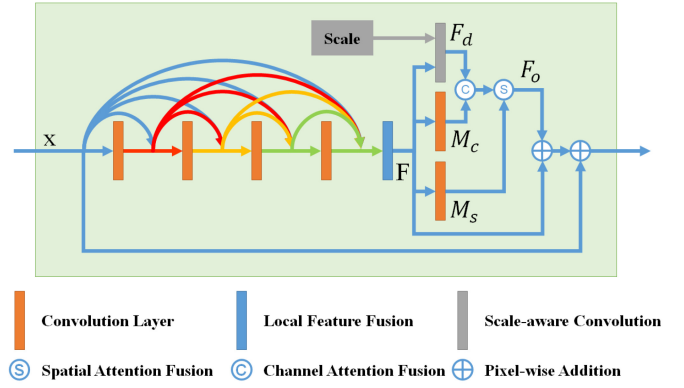 Scale
F_d
F_o
x
C
S
M_c
F
M_s
Convolution Layer
Local Feature Fusion
Scale-aware Convolution
S Spatial Attention Fusion
C Channel Attention Fusion
Pixel-wise Addition